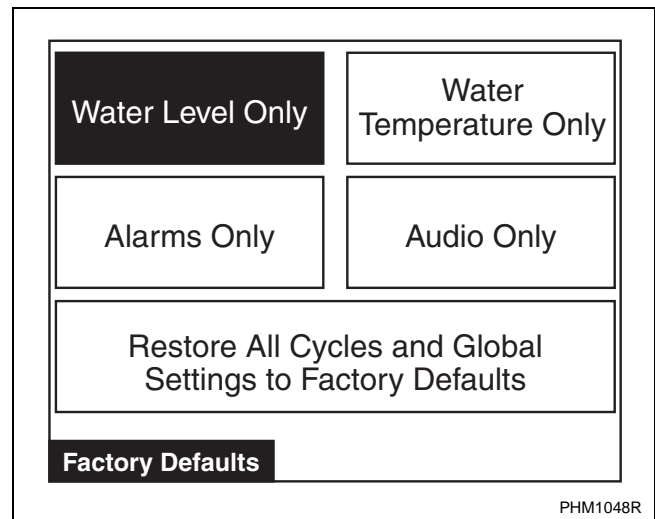 Water Level Only
Water
Temperature Only
Alarms Only
Audio Only
Restore All Cycles and Global
Settings to Factory Defaults
Factory Defaults
PHM1048R